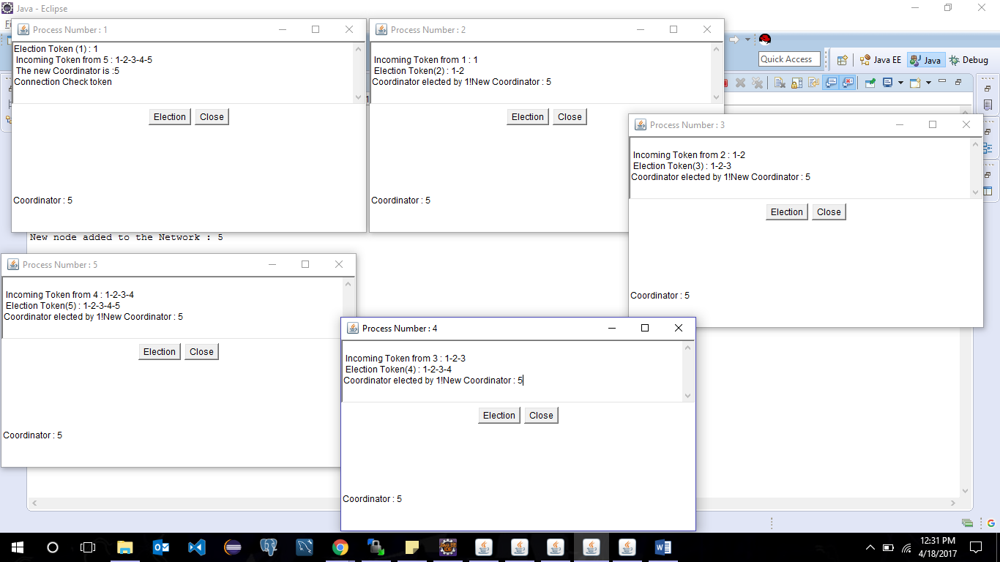 Java - Eclipse
Process Number : 1
Election Token (1) : 1
Incoming Token from 5 : 1-2-3-4-5
The new Coordinator is :5
Connection Check token
Election Close
Coordinator : 5
Process Number : 2
Incoming Token from 1 : 1
Election Token(2) : 1-2
Coordinator elected by 1!New Coordinator : 5
Election Close
Coordinator : 5
Quick Access
Java EE
Java
Debug
Process Number : 3
Incoming Token from 2 : 1-2
Election Token(3) : 1-2-3
Coordinator elected by 1!New Coordinator : 5
Election Close
Coordinator : 5
New node added to the Network : 5
Process Number : 5
Incoming Token from 4 : 1-2-3-4
Election Token(5) : 1-2-3-4-5
Coordinator elected by 1!New Coordinator : 5
Election Close
Coordinator : 5
Process Number : 4
Incoming Token from 3 : 1-2-3
Election Token(4) : 1-2-3-4
Coordinator elected by 1!New Coordinator : 5
Election Close
Coordinator : 5
12:31 PM
4/18/2017